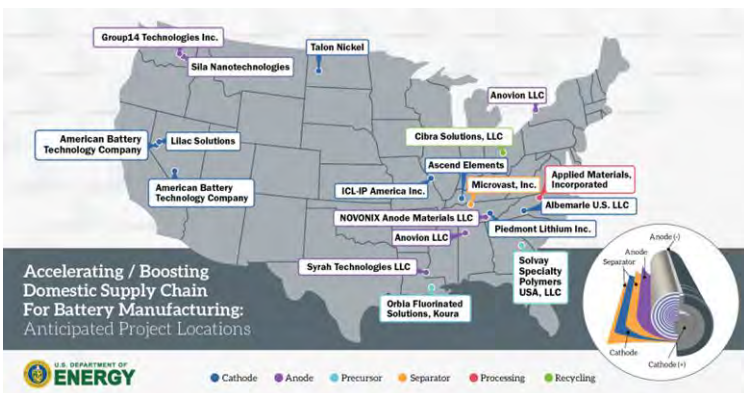 Group14 Technologies Inc.
Sila Nanotechnologies
Talon Nickel
Anovion LLC
American Battery
Technology Company
Lilac Solutions
Cibra Solutions, LLC
Ascend Elements
American Battery
Technology Company
ICL-IP America Inc.
Microvast, Inc.
Applied Materials,
Incorporated
Albemarle U.S. LLC
NOVONIX Anode Materials LLC
Piedmont Lithium Inc.
Anovion LLC
Syrah Technologies LLC
Orbia Fluorinated
Solutions, Koura
Solvay
Specialty
Polymers
USA, LLC
Accelerating / Boosting
Domestic Supply Chain
For Battery Manufacturing:
Anticipated Project Locations
Anode (-)
Anode
Separator
Cathode
Cathode (+)
U.S. DEPARTMENT OF
ENERGY
Cathode
Anode
Precursor
Separator
Processing
Recycling